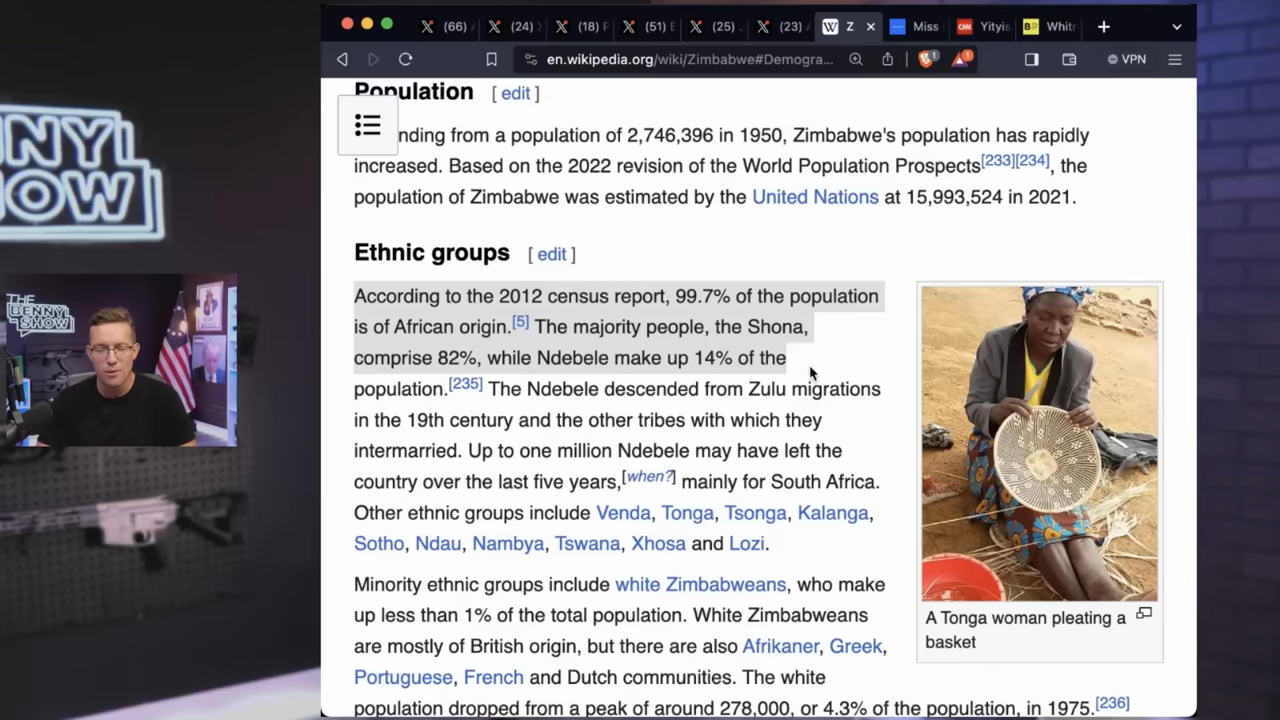 (66)
(24)
(18) F
(51) E
(25)
(23)
W
Z
Miss
CNN
Yityis
Whitr
en.wikipedia.org/wiki/Zimbabwe#Demogra...
1
1
VPN
Population [ edit ]
nding from a population of 2,746,396 in 1950, Zimbabwe's population has rapidly
increased. Based on the 2022 revision of the World Population Prospects[233][234], the
population of Zimbabwe was estimated by the United Nations at 15,993,524 in 2021.
Ethnic groups [ edit ]
According to the 2012 census report, 99.7% of the population
is of African origin.[5] The majority people, the Shona,
comprise 82%, while Ndebele make up 14% of the
population.[235] The Ndebele descended from Zulu migrations
in the 19th century and the other tribes with which they
intermarried. Up to one million Ndebele may have left the
country over the last five years,[when?] mainly for South Africa.
Other ethnic groups include Venda, Tonga, Tsonga, Kalanga,
Sotho, Ndau, Nambya, Tswana, Xhosa and Lozi.
Minority ethnic groups include white Zimbabweans, who make
up less than 1% of the total population. White Zimbabweans
are mostly of British origin, but there are also Afrikaner, Greek,
Portuguese, French and Dutch communities. The white
population dropped from a peak of around 278,000, or 4.3% of the population, in 1975.[236]
A Tonga woman pleating a
basket
NNY
OW
THE
BENNY
SHOW